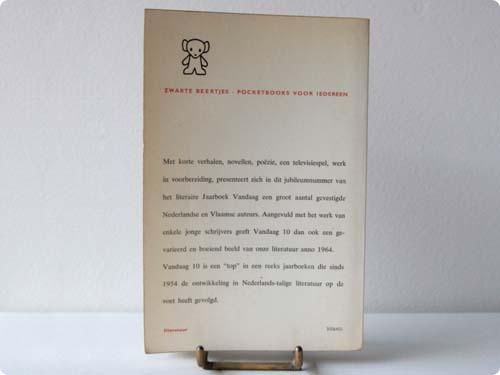 ZWARTE BEERTJES - POCKETBOOKS VOOR IEDEREEN
Met korte verhalen, novellen, poëzie, een televisiespel, werk
in voorbereiding, presenteert zich in dit jubileumnummer van
het literaire Jaarboek Vandaag een groot aantal gevestigde
Nederlandse en Vlaamse auteurs. Aangevuld met het werk van
enkele jonge schrijvers geeft Vandaag 10 dan ook een ge-
varieerd en boeiend beeld van onze literatuur anno 1964.
Vandaag 10 is een "top" in een reeks jaarboeken die sinds
1954 de ontwikkeling in Nederlands-talige literatuur op de
voet heeft gevolgd.
literatuur